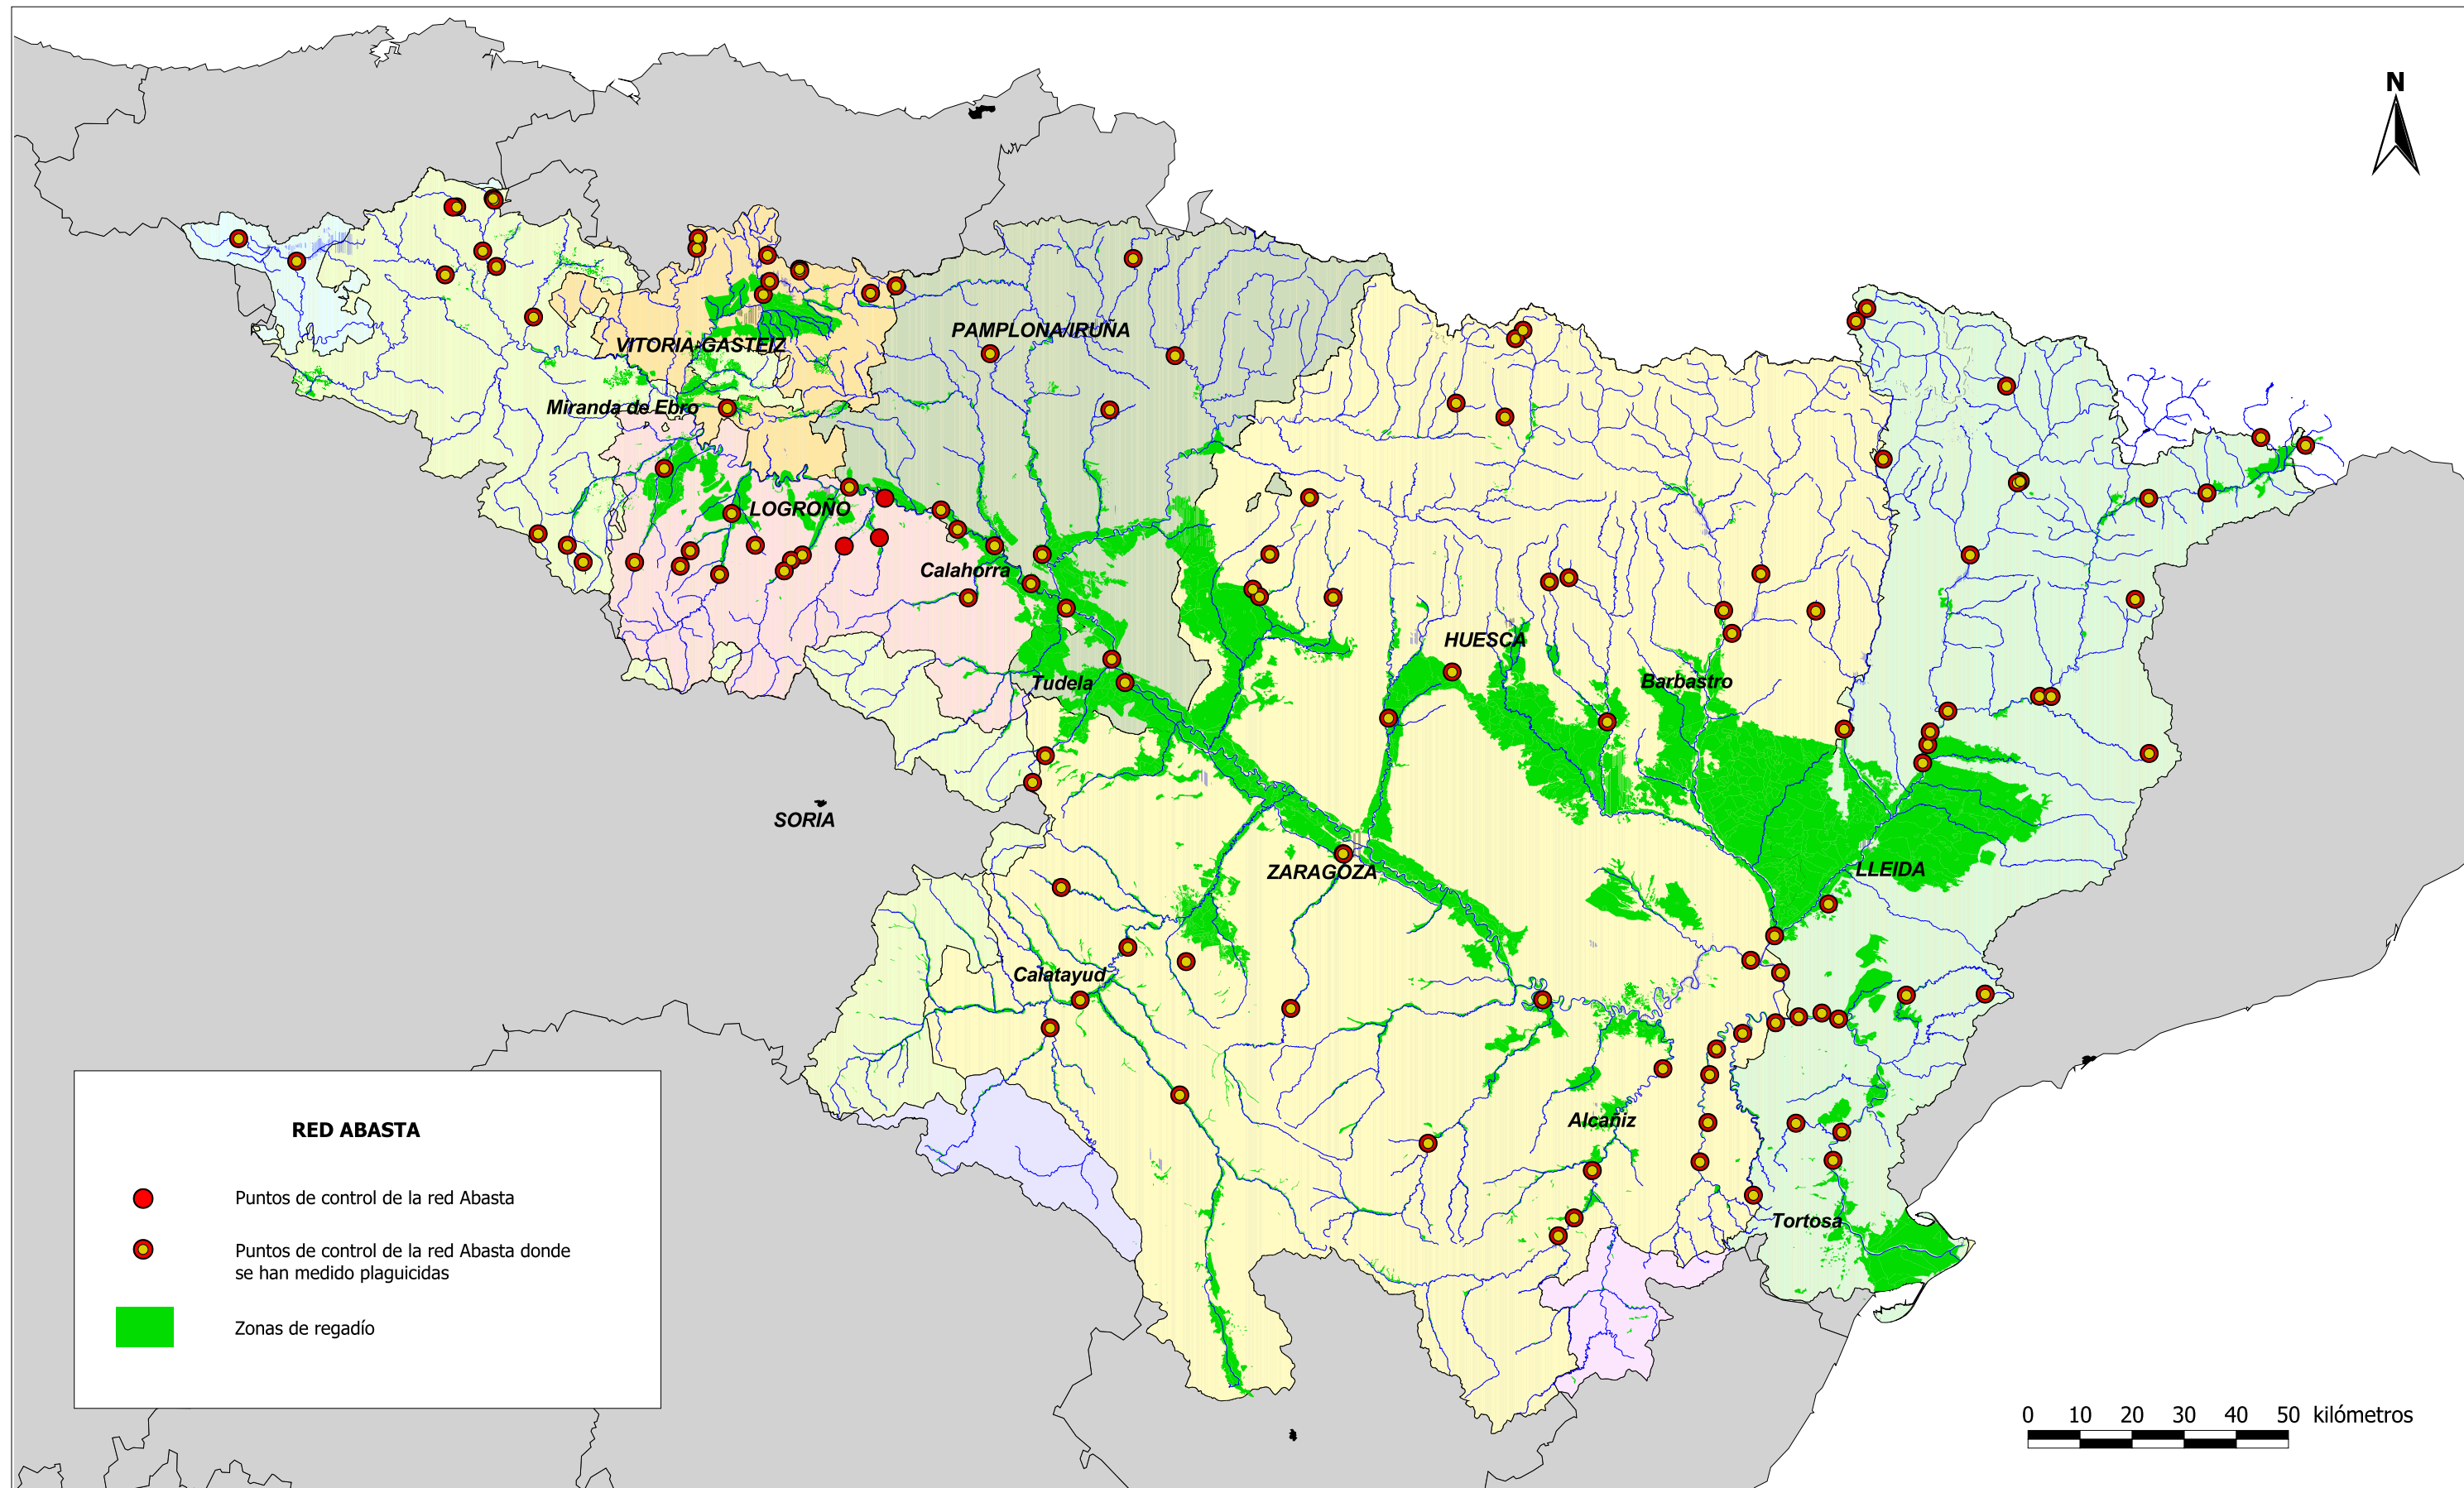 N
PAMPLONA/IRUÑA
VITORIA-GASTEIZ
Miranda de Ebro
LOGROÑO
Calahorra
HUESCA
Tudela
Barbastro
SORIA
ZARAGOZA
LLEIDA
Calatayud
Alcañiz
Tortosa
RED ABASTA
Puntos de control de la red Abasta
Puntos de control de la red Abasta donde
se han medido plaguicidas
Zonas de regadío
0 10 20 30 40 50 kilómetros